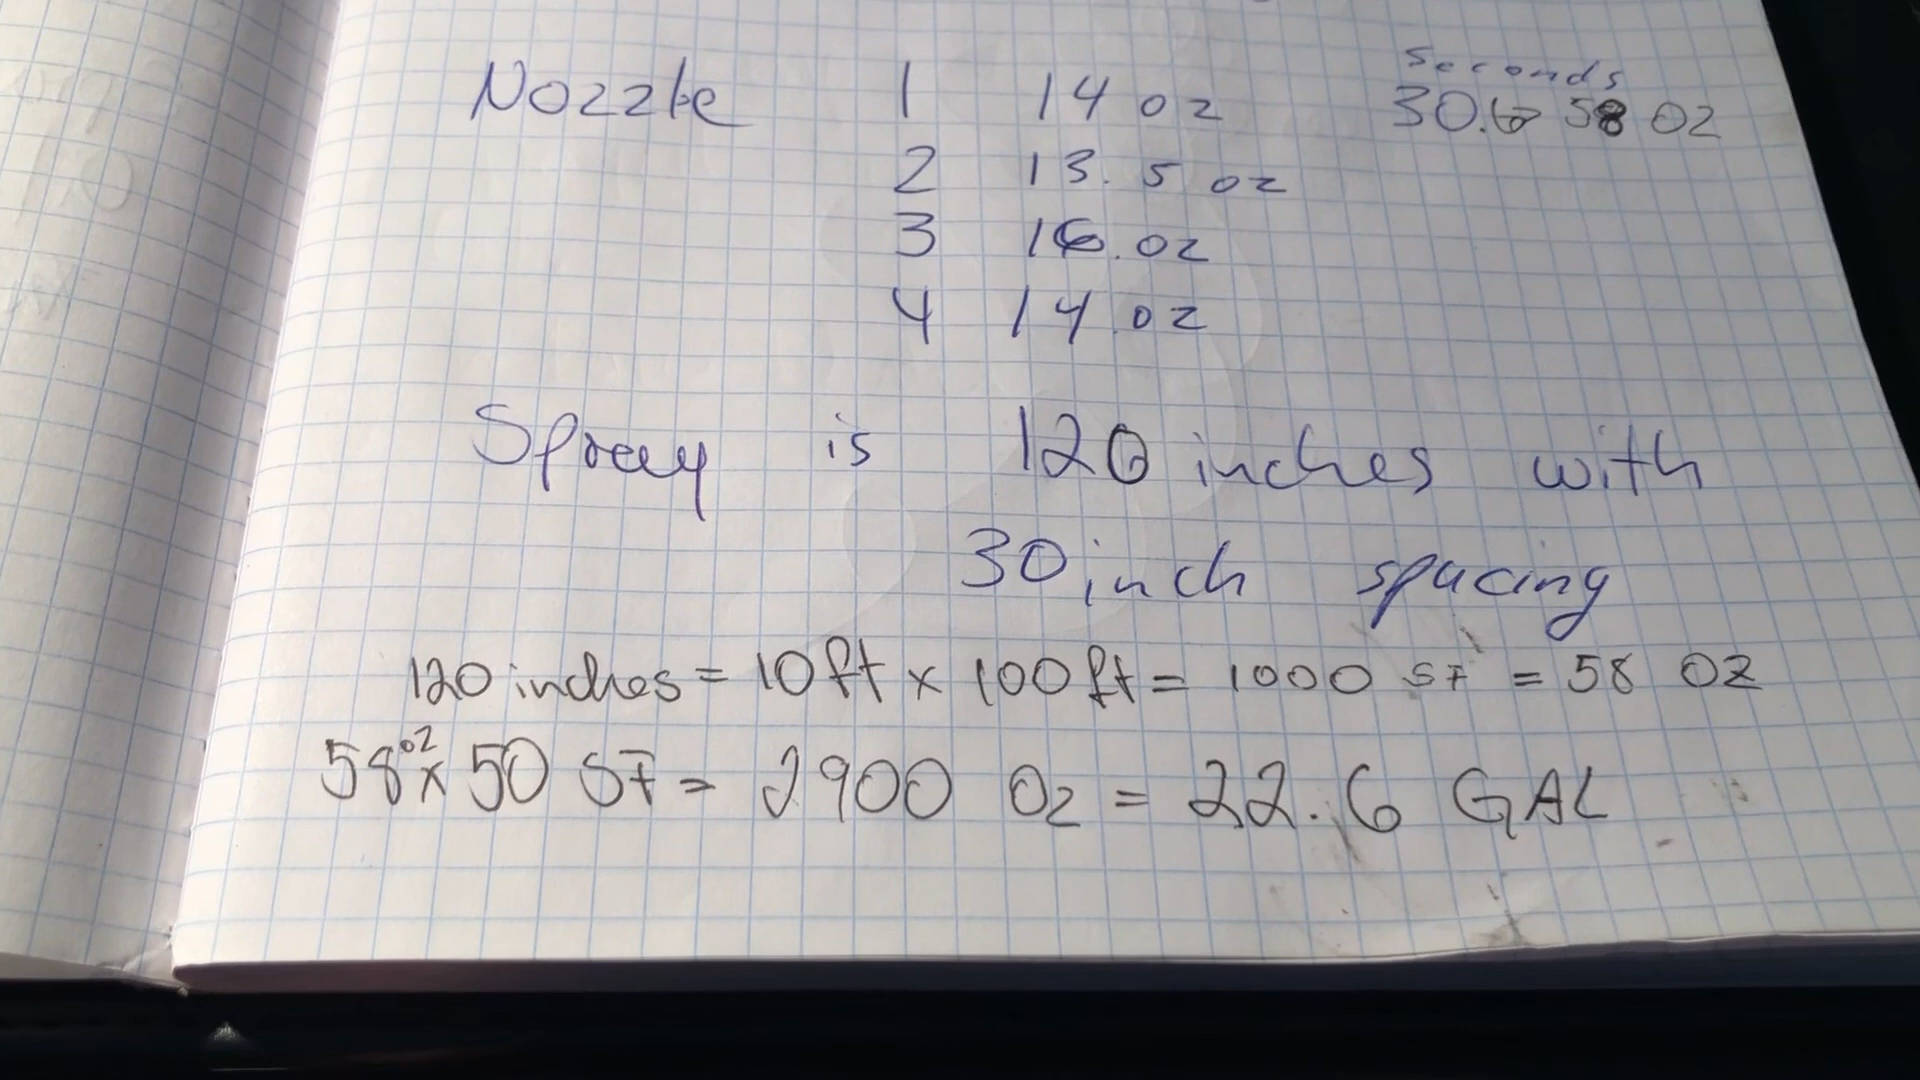 Nozzle 1 14 oz seconds
30.6 58 oz
2 13.5 oz
3 16.oz
4 14 oz
Spray is 120 inches with
30 inch spacing
120 inches = 10 ft x 100 ft = 1000 SF = 58 OZ
58 oz x 50 SF = 2900 Oz = 22.6 GAL